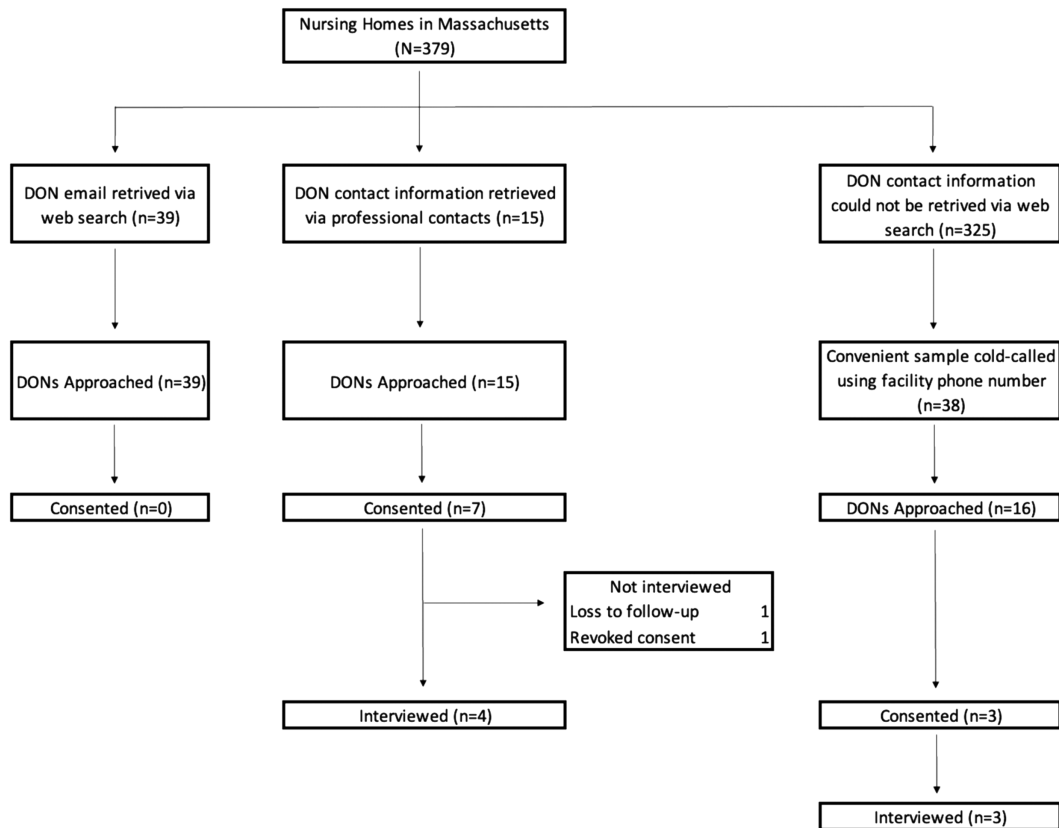 Nursing Homes in Massachusetts
(N=379)
DON email retrived via
web search (n=39)
DON contact information retrieved
via professional contacts (n=15)
DON contact information
could not be retrived via web
search (n=325)
DONs Approached (n=39)
DONs Approached (n=15)
Convenient sample cold-called
using facility phone number
(n=38)
Consented (n=0)
Consented (n=7)
DONs Approached (n=16)
Not interviewed
Loss to follow-up 1
Revoked consent 1
Interviewed (n=4)
Consented (n=3)
Interviewed (n=3)